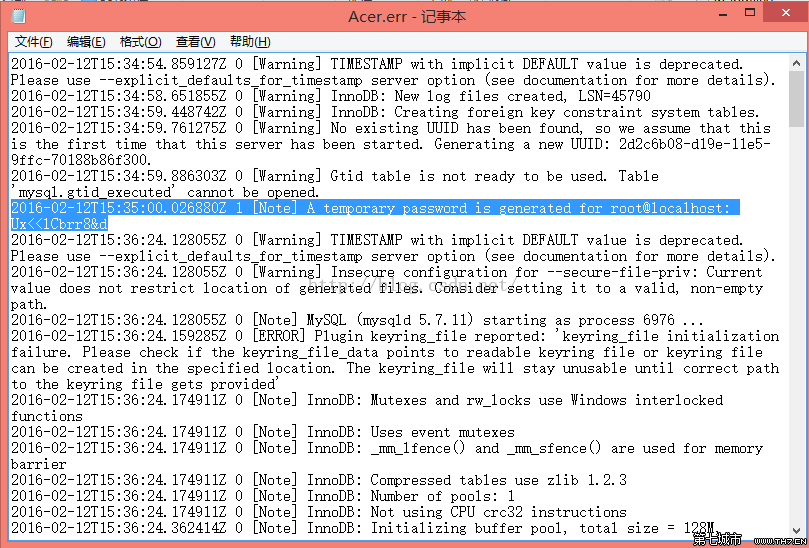 Acer.err - 记事本
文件(F) 编辑(E) 格式(O) 查看(V) 帮助(H)
2016-02-12T15:34:54.859127Z 0 [Warning] TIMESTAMP with implicit DEFAULT value is deprecated.
Please use --explicit_defaults_for_timestamp server option (see documentation for more details).
2016-02-12T15:34:58.651855Z 0 [Warning] InnoDB: New log files created, LSN=45790
2016-02-12T15:34:59.448742Z 0 [Warning] InnoDB: Creating foreign key constraint system tables.
2016-02-12T15:34:59.761275Z 0 [Warning] No existing UUID has been found, so we assume that this
is the first time that this server has been started. Generating a new UUID: 2d2c6b08-d19e-11e5-
9ffc-70188b86f300.
2016-02-12T15:34:59.886303Z 0 [Warning] Gtid table is not ready to be used. Table
'mysql.gtid_executed' cannot be opened.
2016-02-12T15:35:00.026880Z 1 [Note] A temporary password is generated for root@localhost:
Ux<<lCbrr8&d
2016-02-12T15:36:24.128055Z 0 [Warning] TIMESTAMP with implicit DEFAULT value is deprecated.
Please use --explicit_defaults_for_timestamp server option (see documentation for more details).
2016-02-12T15:36:24.128055Z 0 [Warning] Insecure configuration for --secure-file-priv: Current
value does not restrict location of generated files. Consider setting it to a valid, non-empty
path.
http://blog.csdn.net/
2016-02-12T15:36:24.128055Z 0 [Note] MySQL (mysqld 5.7.11) starting as process 6976 ...
2016-02-12T15:36:24.159285Z 0 [ERROR] Plugin keyring_file reported: 'keyring_file initialization
failure. Please check if the keyring_file_data points to readable keyring file or keyring file
can be created in the specified location. The keyring_file will stay unusable until correct path
to the keyring file gets provided'
2016-02-12T15:36:24.174911Z 0 [Note] InnoDB: Mutexes and rw_locks use Windows interlocked
functions
2016-02-12T15:36:24.174911Z 0 [Note] InnoDB: Uses event mutexes
2016-02-12T15:36:24.174911Z 0 [Note] InnoDB: _mm_lfence() and _mm_sfence() are used for memory
barrier
2016-02-12T15:36:24.174911Z 0 [Note] InnoDB: Compressed tables use zlib 1.2.3
2016-02-12T15:36:24.174911Z 0 [Note] InnoDB: Number of pools: 1
2016-02-12T15:36:24.174911Z 0 [Note] InnoDB: Not using CPU crc32 instructions
2016-02-12T15:36:24.362414Z 0 [Note] InnoDB: Initializing buffer pool, total size = 128M,
第七城市 www.TH7.CN